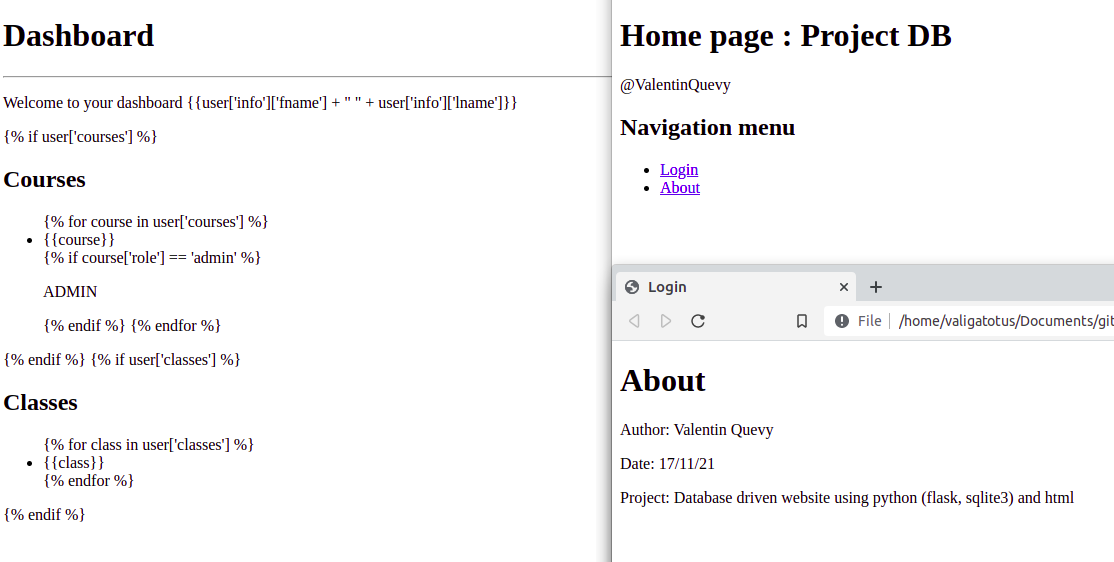 Dashboard
Welcome to your dashboard {{user['info']['fname'] + " " + user['info']['lname']}}
{% if user['courses'] %}
Courses
{% for course in user['courses'] %}
{{course}}
{% if course['role'] == 'admin' %}
ADMIN
{% endif %} {% endfor %}
{% endif %} {% if user['classes'] %}
Classes
{% for class in user['classes'] %}
{{class}}
{% endfor %}
{% endif %}
Home page : Project DB
@ValentinQuevy
Navigation menu
Login
About
Login
File /home/valigatotus/Documents/git
About
Author: Valentin Quevy
Date: 17/11/21
Project: Database driven website using python (flask, sqlite3) and html